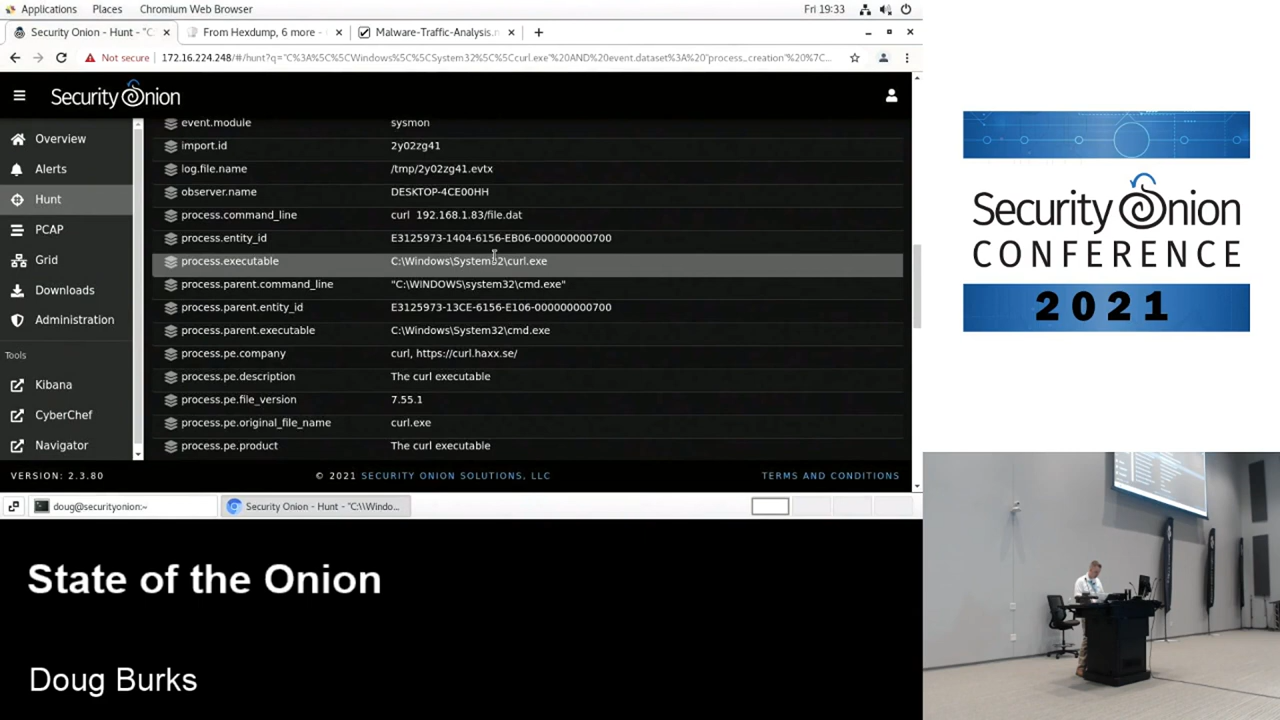 Applications Places Chromium Web Browser Fri 19:33
Security Onion - Hunt - "C: × From Hexdump, 6 more - × Malware-Traffic-Analysis.n × +
Not secure 172.16.224.248/#/hunt?q="C%3A%5C%5CWindows%5C%5CSystem32%5C%5Ccurl.exe"%20AND%20event.dataset%3A%20"process_creation"%20%7C...
Security Onion
Overview
Alerts
Hunt
PCAP
Grid
Downloads
Administration
Tools
Kibana
CyberChef
Navigator
event.module sysmon
import.id 2y02zg41
log.file.name /tmp/2y02zg41.evtx
observer.name DESKTOP-4CE00HH
process.command_line curl 192.168.1.83/file.dat
process.entity_id E3125973-1404-6156-EB06-000000000700
process.executable C:\Windows\System32\curl.exe
process.parent.command_line "C:\WINDOWS\system32\cmd.exe"
process.parent.entity_id E3125973-13CE-6156-E106-000000000700
process.parent.executable C:\Windows\System32\cmd.exe
process.pe.company curl, https://curl.haxx.se/
process.pe.description The curl executable
process.pe.file_version 7.55.1
process.pe.original_file_name curl.exe
process.pe.product The curl executable
VERSION: 2.3.80 © 2021 SECURITY ONION SOLUTIONS, LLC TERMS AND CONDITIONS
doug@securityonion:~ Security Onion - Hunt - "C:\\Windo...
State of the Onion
Doug Burks
Security Onion
CONFERENCE
2021